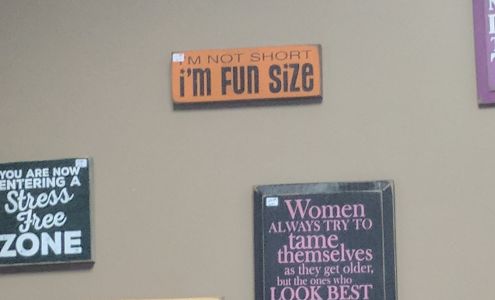 I'M NOT SHORT
i'm FUN SiZE
YOU ARE NOW
ENTERING A
Stress
Free
ZONE
Women
ALWAYS TRY TO
tame
themselves
as they get older,
but the ones who
LOOK BEST